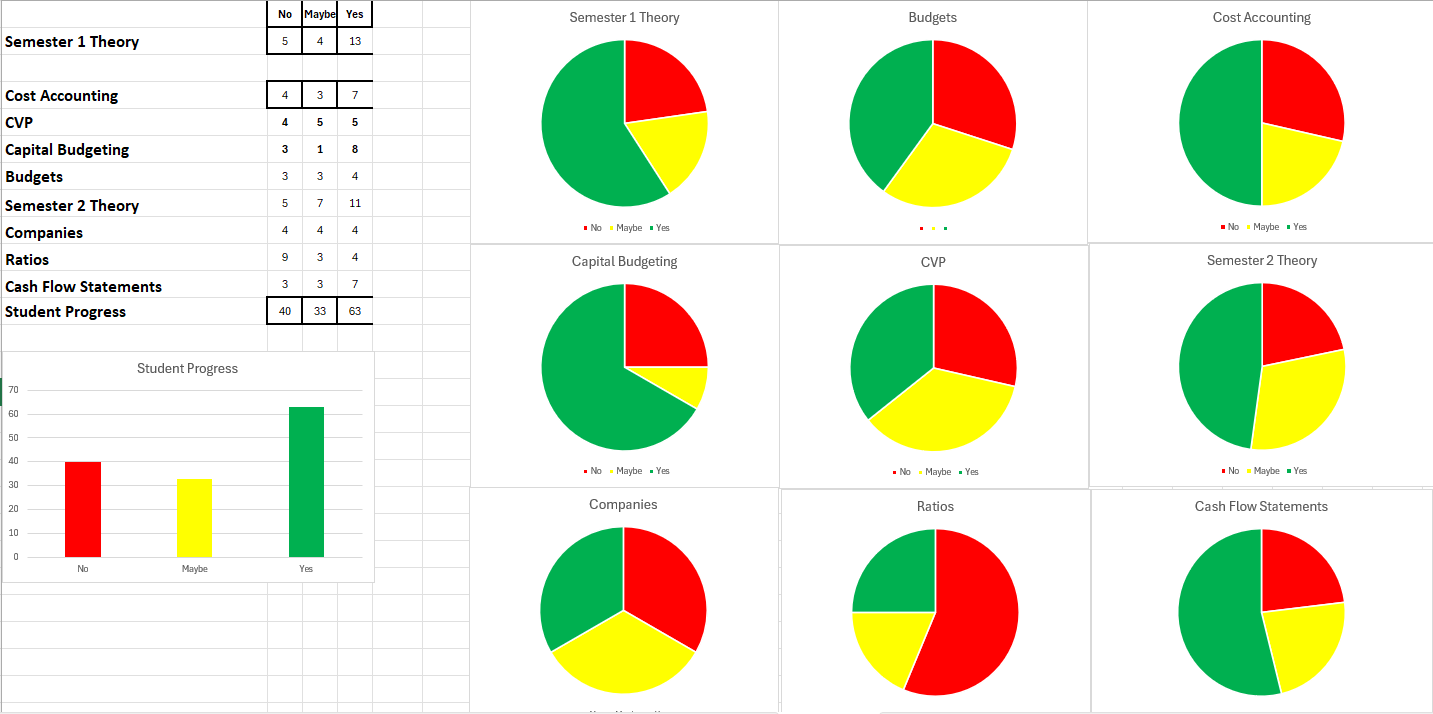 No Maybe Yes
Semester 1 Theory 5 4 13
Cost Accounting 4 3 7
CVP 4 5 5
Capital Budgeting 3 1 8
Budgets 3 3 4
Semester 2 Theory 5 7 11
Companies 4 4 4
Ratios 9 3 4
Cash Flow Statements 3 3 7
Student Progress 40 33 63
Student Progress
70
60
50
40
30
20
10
0
No Maybe Yes
Semester 1 Theory
No Maybe Yes
Budgets
Cost Accounting
No Maybe Yes
Capital Budgeting
No Maybe Yes
CVP
No Maybe Yes
Semester 2 Theory
No Maybe Yes
Companies
Ratios
Cash Flow Statements